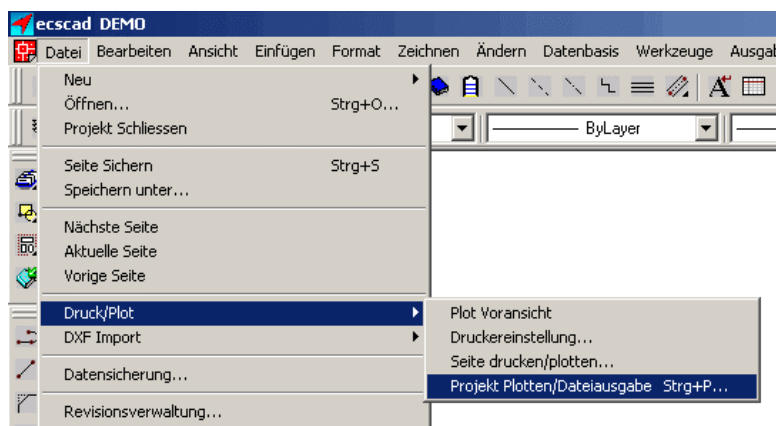 ecscad DEMO
Datei Bearbeiten Ansicht Einfügen Format Zeichnen Ändern Datenbasis Werkzeuge
Neu
Öffnen... Strg+O...
Projekt Schliessen
ByLayer
Seite Sichern Strg+S
Speichern unter...
Nächste Seite
Aktuelle Seite
Vorige Seite
Druck/Plot
DXF Import
Datensicherung...
Revisionsverwaltung...
Plot Voransicht
Druckereinstellung...
Seite drucken/plotten...
Projekt Plotten/Dateiausgabe Strg+P...